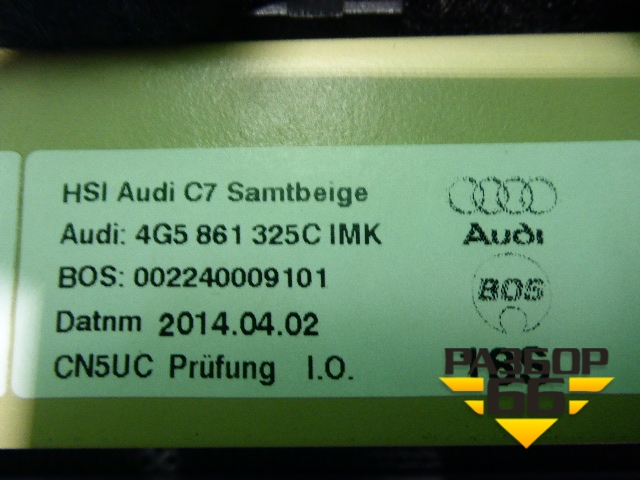 HSI Audi C7 Samtbeige
Audi: 4G5 861 325C IMK
BOS: 002240009101
Datnm 2014.04.02
CN5UC Prüfung I.O.
Audi
BOS
РАЗБОР
66